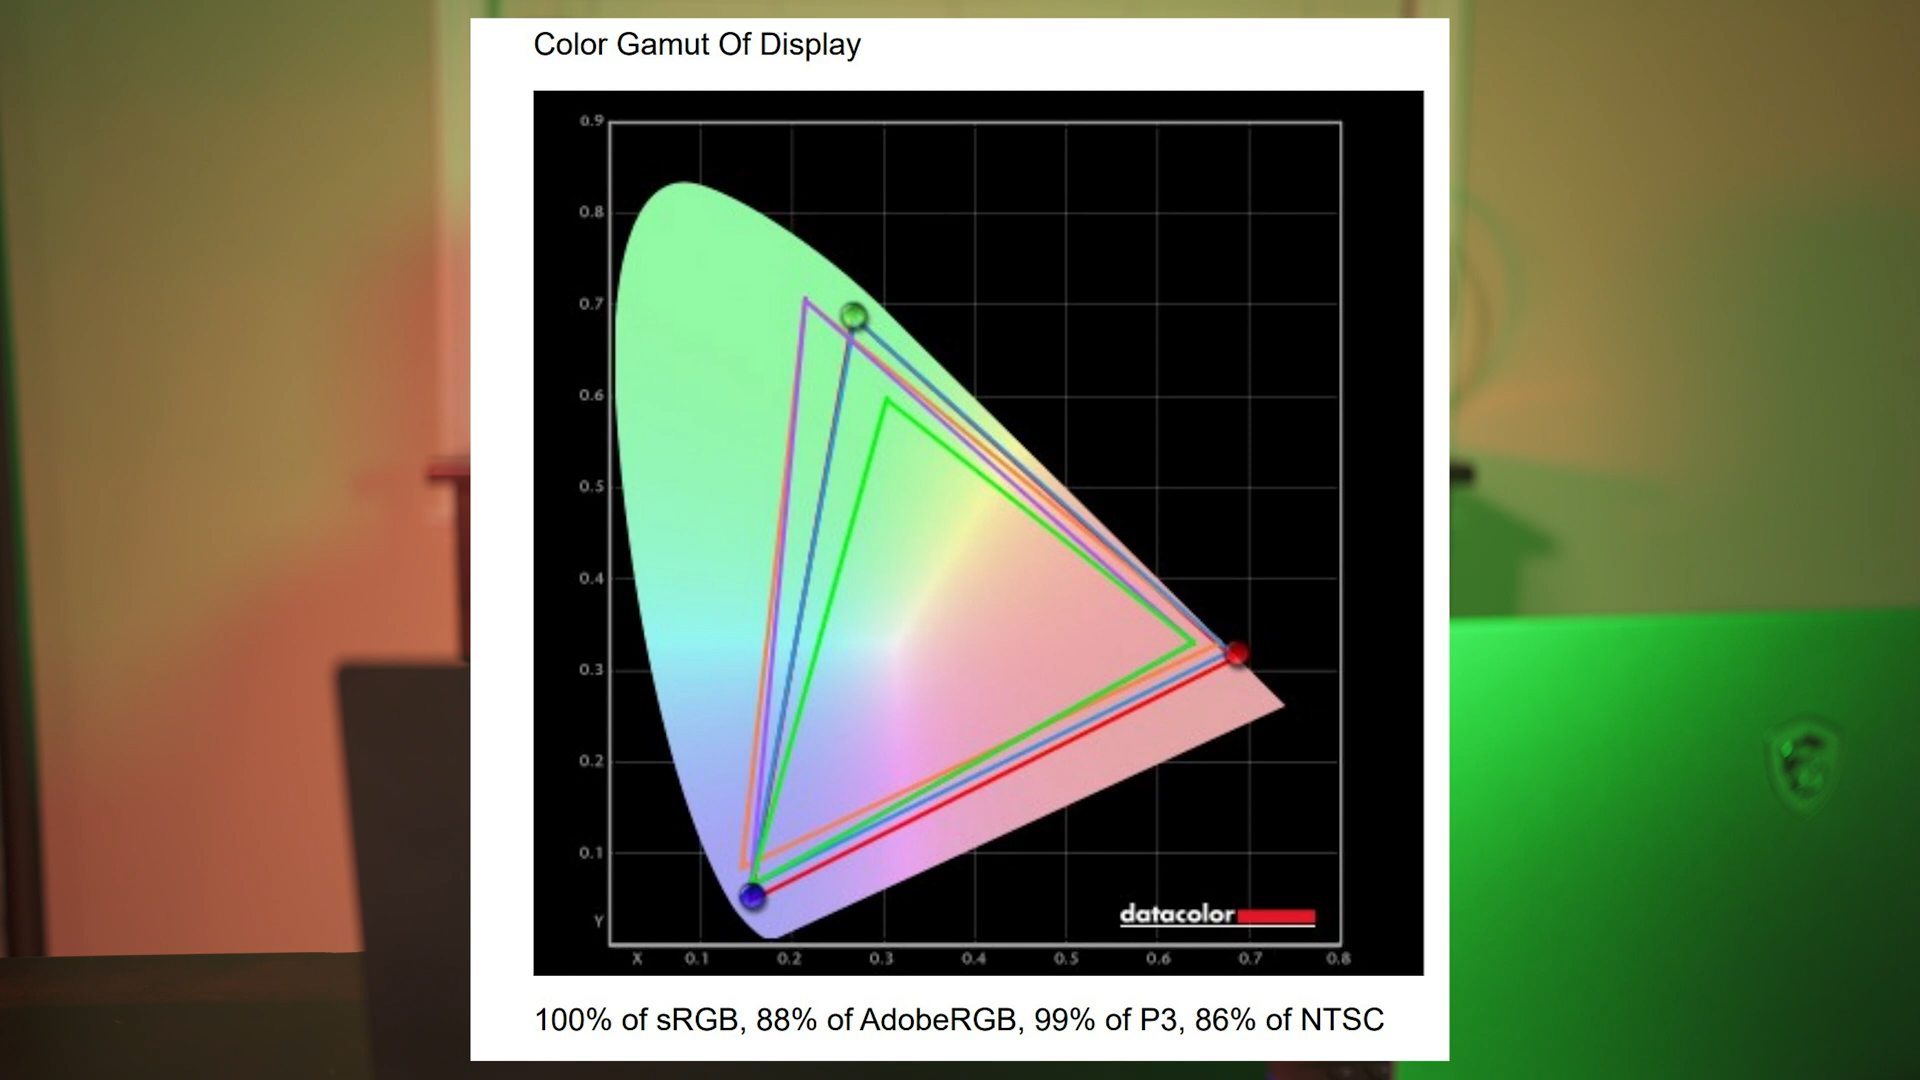 Color Gamut Of Display
0.9
0.8
0.7
0.6
0.5
0.4
0.3
0.2
0.1
Y
datacolor
X 0.1 0.2 0.3 0.4 0.5 0.6 0.7 0.8
100% of sRGB, 88% of AdobeRGB, 99% of P3, 86% of NTSC